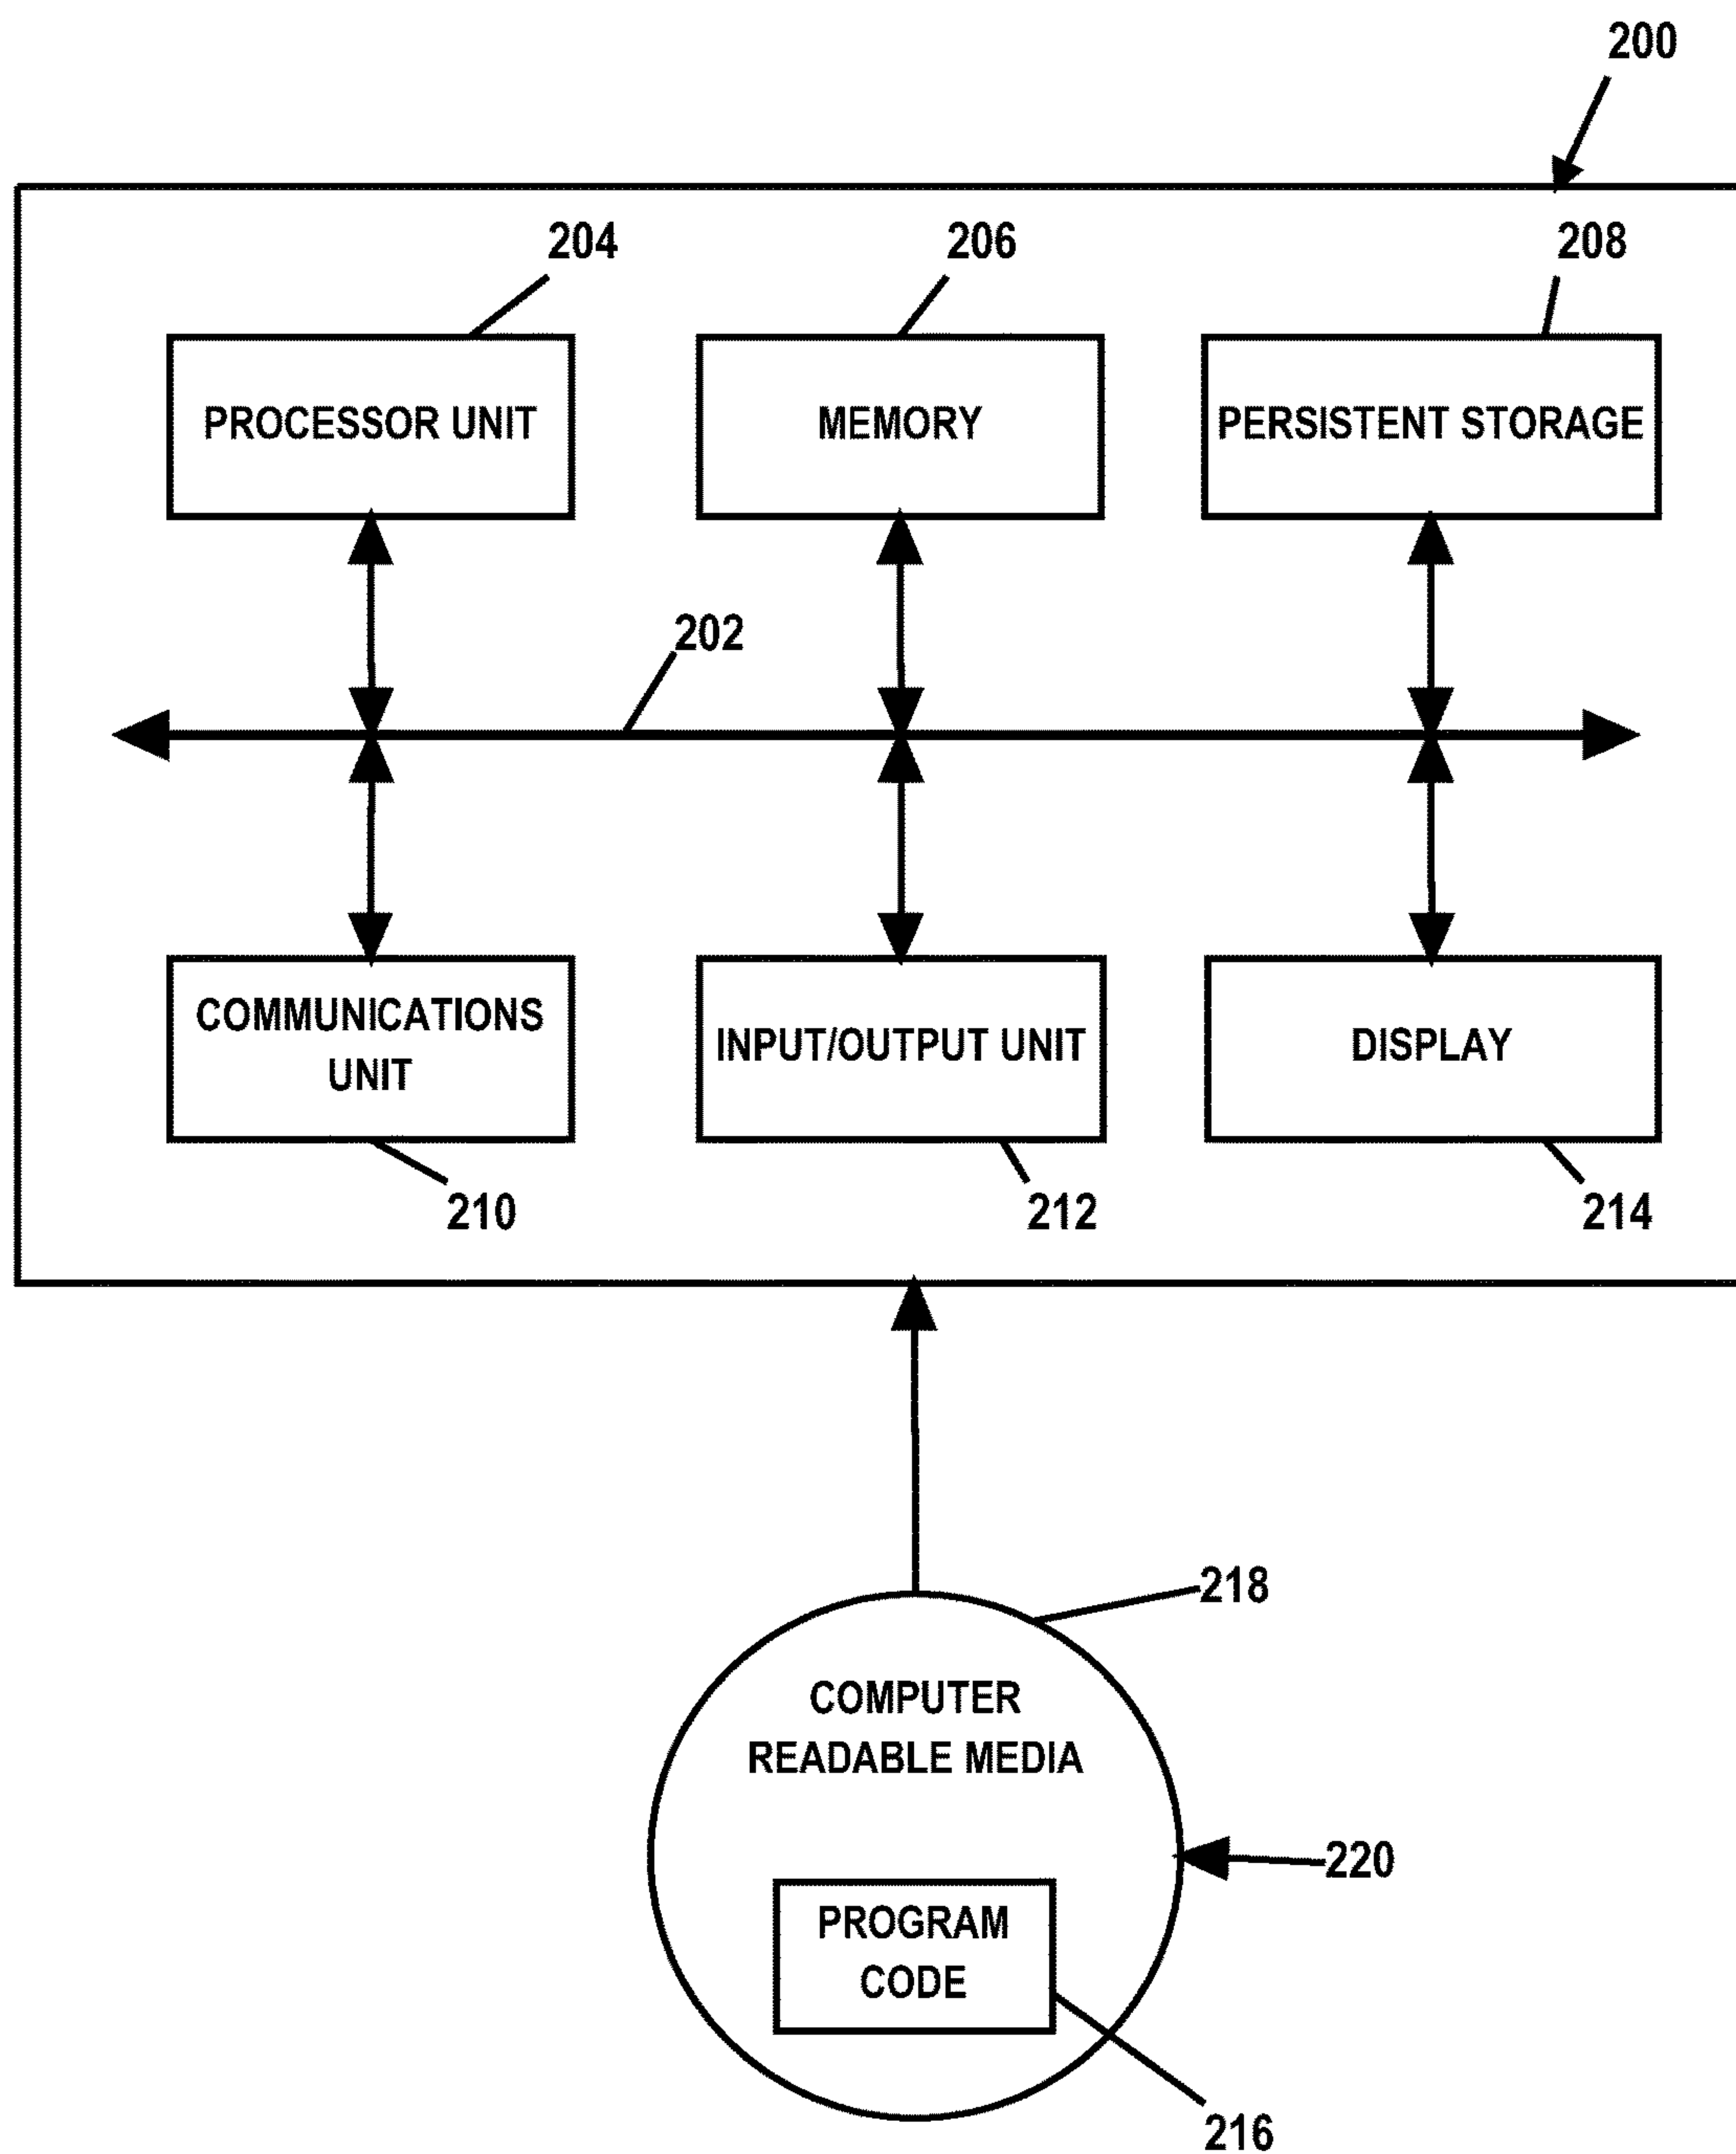 200
204
206
208
PROCESSOR UNIT
MEMORY
PERSISTENT STORAGE
202
COMMUNICATIONS
UNIT
INPUT/OUTPUT UNIT
DISPLAY
210
212
214
218
COMPUTER
READABLE MEDIA
220
PROGRAM
CODE
216